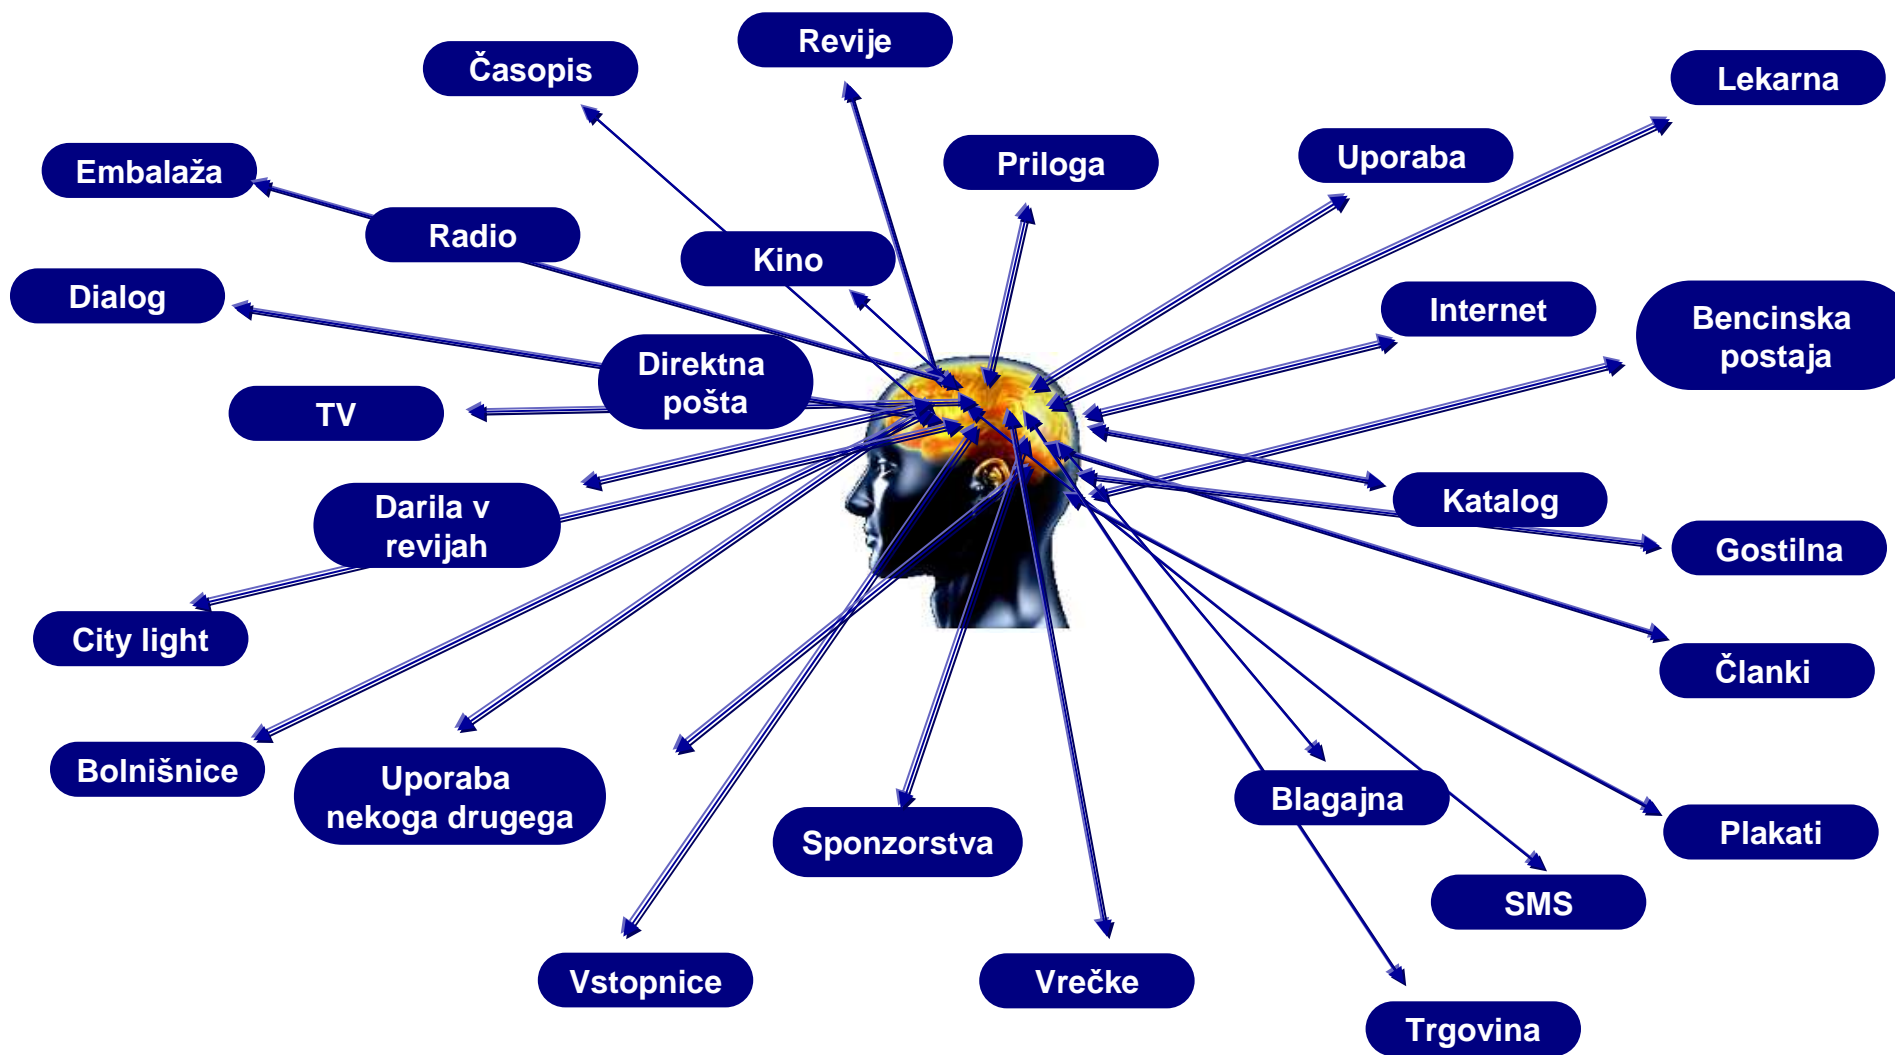 Revije
Časopis
Lekarna
Priloga
Uporaba
Embalaža
Radio
Kino
Dialog
Internet
Bencinska
postaja
Direktna
pošta
TV
Katalog
Darila v
revijah
Gostilna
City light
Članki
Bolnišnice
Uporaba
nekoga drugega
Blagajna
Sponzorstva
Plakati
SMS
Vstopnice
Vrečke
Trgovina